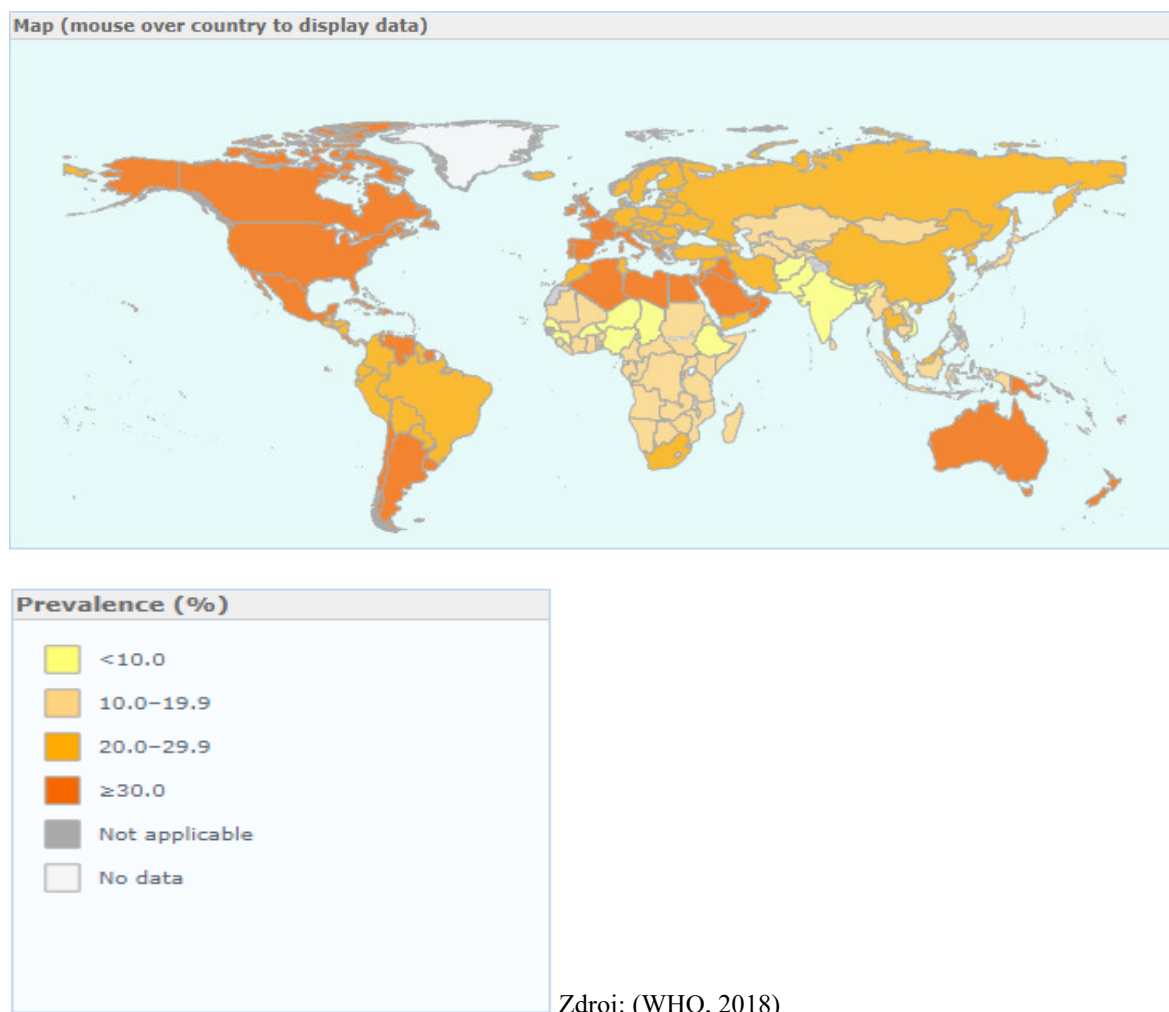 Map (mouse over country to display data)
Prevalence (%)
<10.0
10.0–19.9
20.0–29.9
≥30.0
Not applicable
No data
Zdroj: (WHO, 2018)